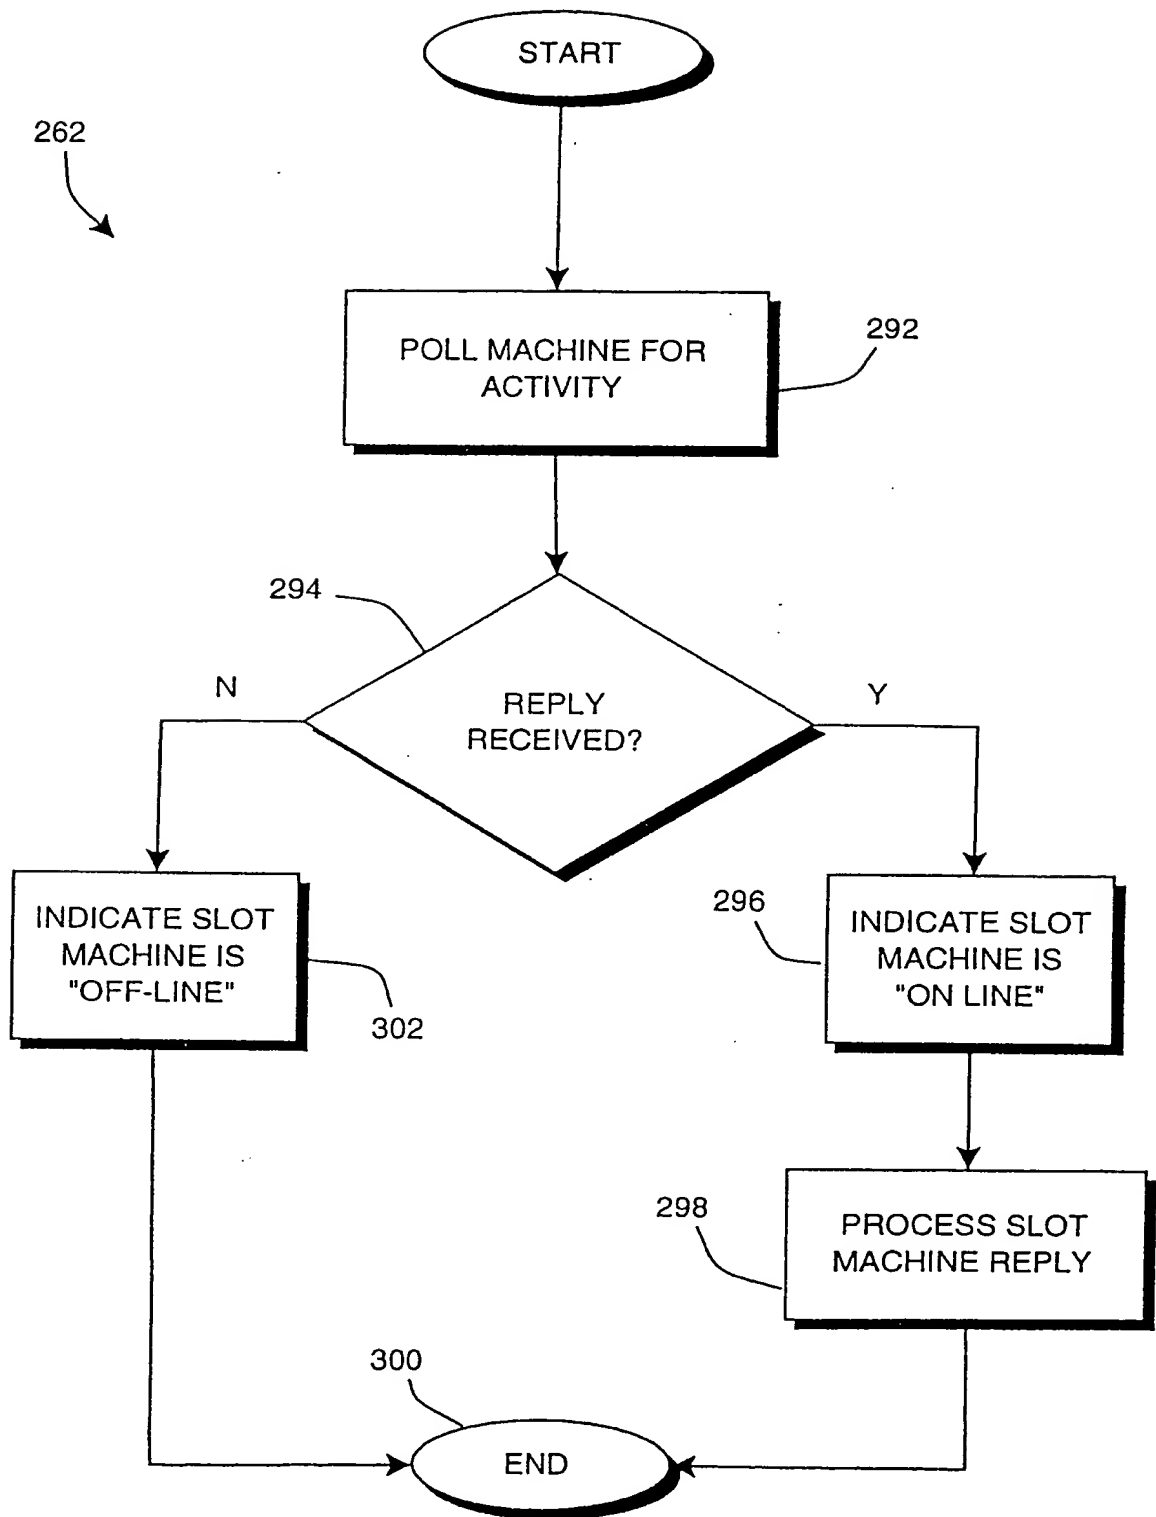 START
262
POLL MACHINE FOR
ACTIVITY
292
294
N
Y
REPLY
RECEIVED?
INDICATE SLOT
MACHINE IS
"OFF-LINE"
302
296
INDICATE SLOT
MACHINE IS
"ON LINE"
298
PROCESS SLOT
MACHINE REPLY
300
END